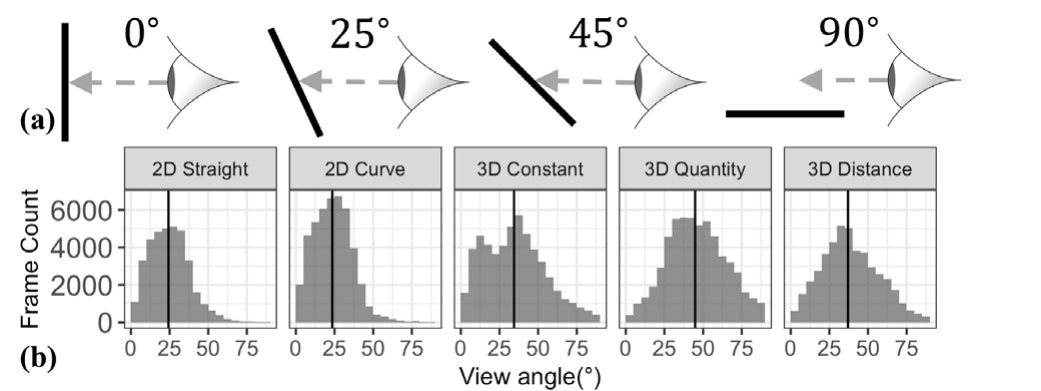 0° 25° 45° 90°
(a)
2D Straight 2D Curve 3D Constant 3D Quantity 3D Distance
Frame Count
6000
4000
2000
0
0 25 50 75 0 25 50 75 0 25 50 75 0 25 50 75 0 25 50 75
(b)
View angle(°)